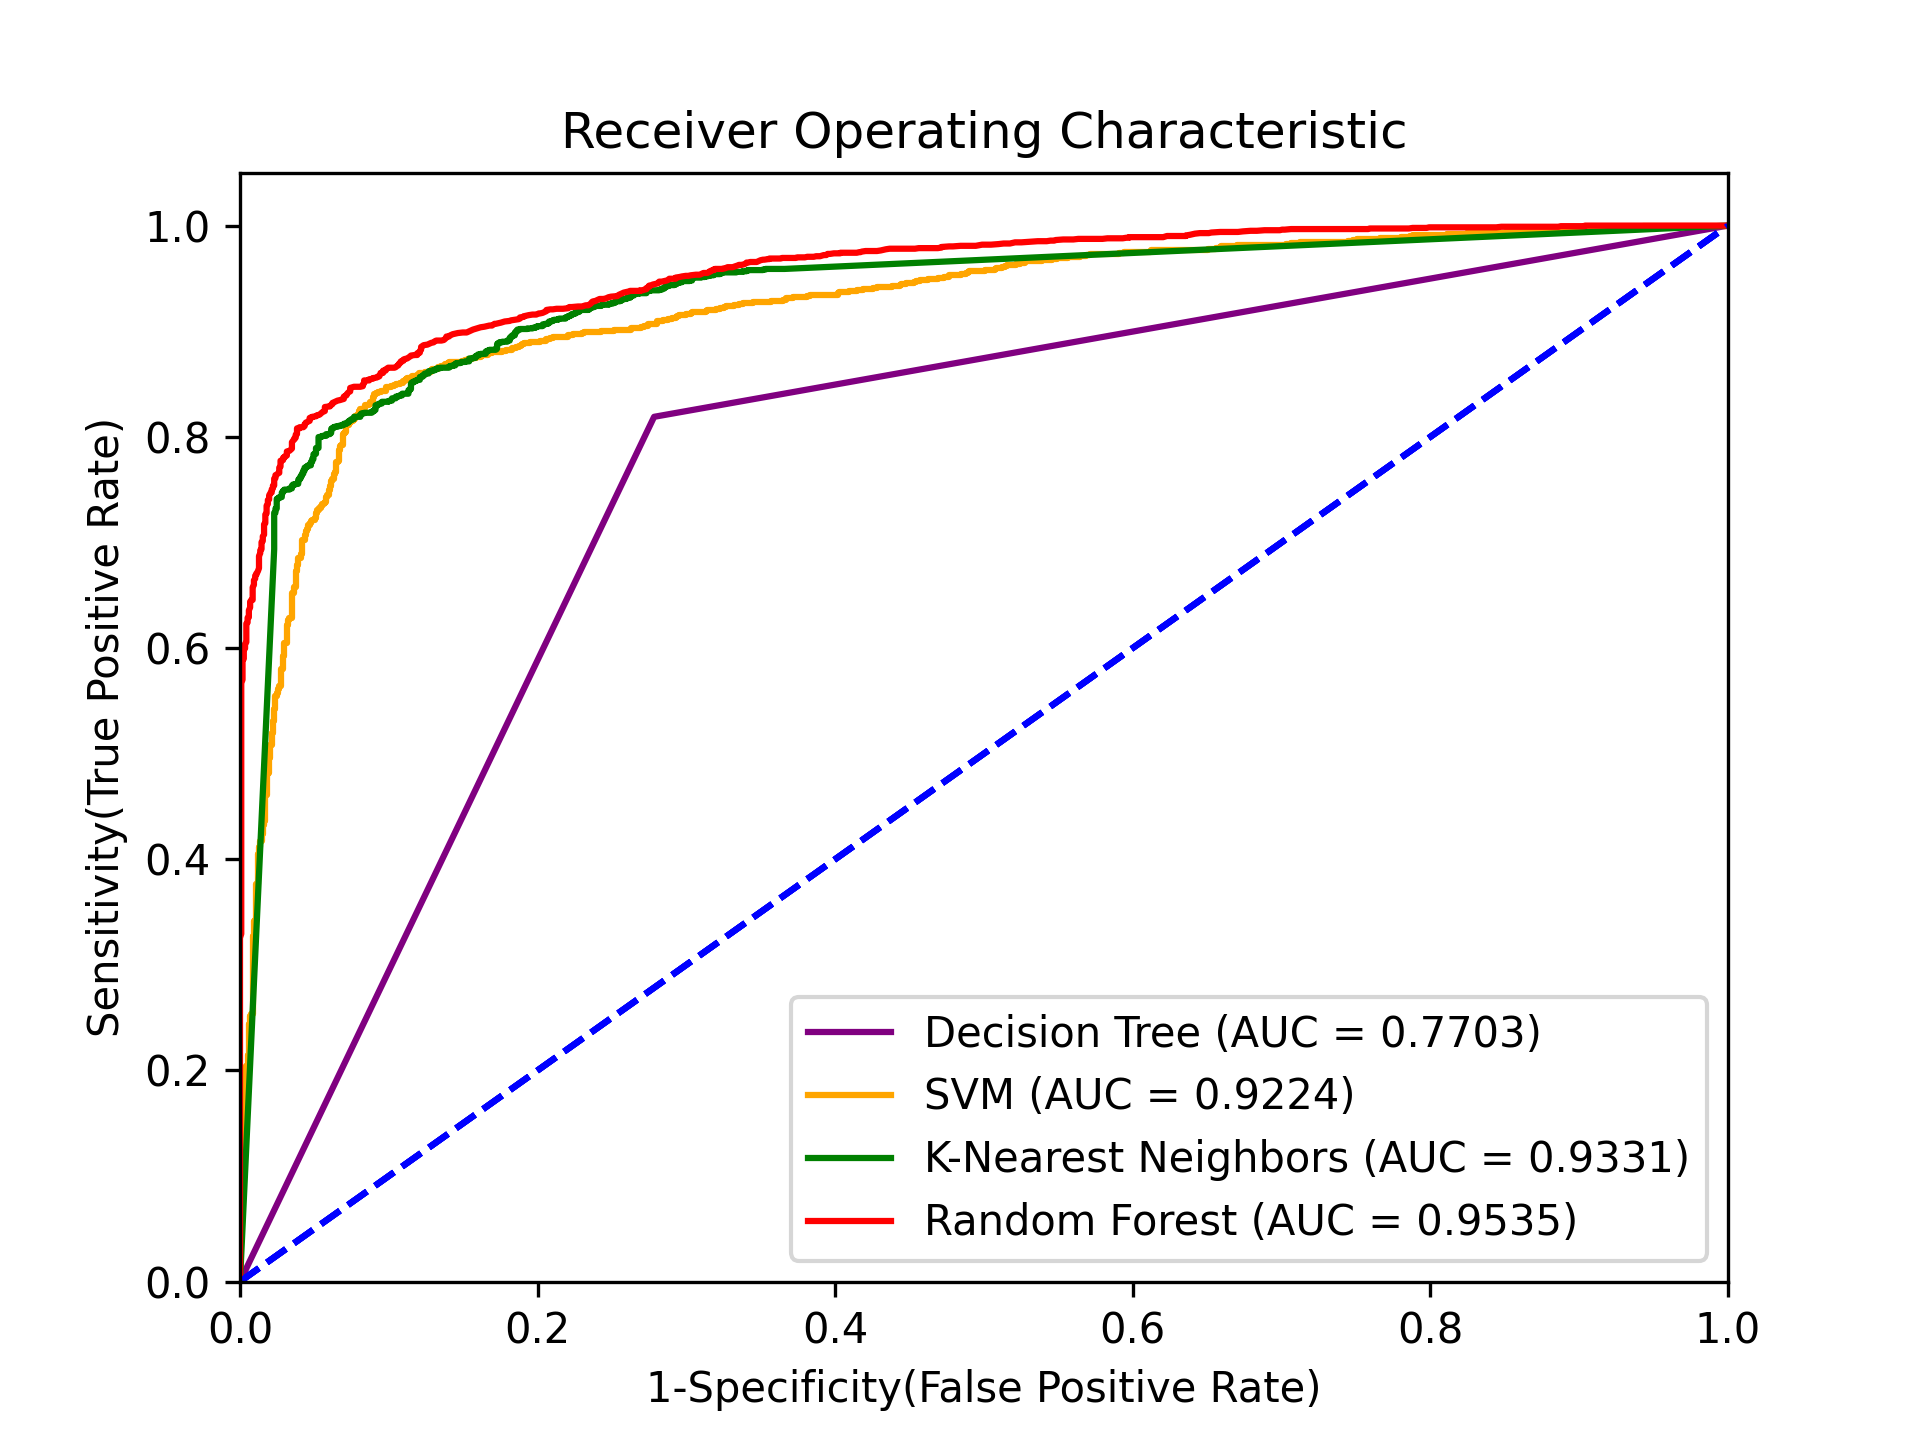 Receiver Operating Characteristic
Sensitivity(True Positive Rate)
1.0
0.8
0.6
0.4
0.2
0.0
Decision Tree (AUC = 0.7703)
SVM (AUC = 0.9224)
K-Nearest Neighbors (AUC = 0.9331)
Random Forest (AUC = 0.9535)
0.0 0.2 0.4 0.6 0.8 1.0
1-Specificity(False Positive Rate)